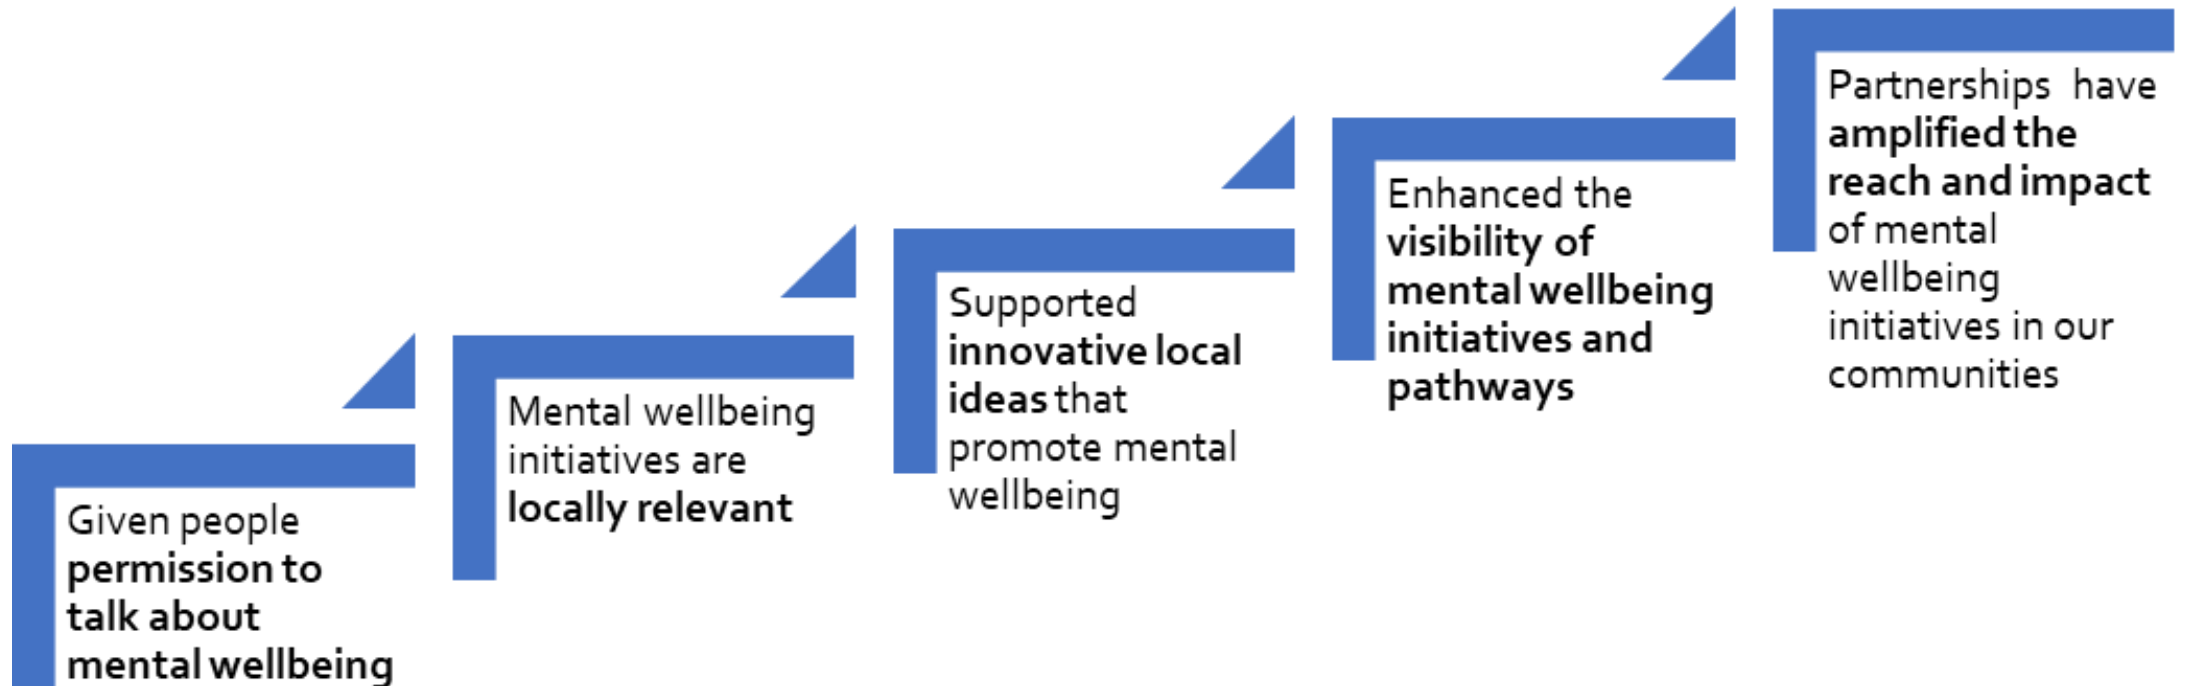 Given people
permission to
talk about
mental wellbeing
Mental wellbeing
initiatives are
locally relevant
Supported
innovative local
ideas that
promote mental
wellbeing
Enhanced the
visibility of
mental wellbeing
initiatives and
pathways
Partnerships have
amplified the
reach and impact
of mental
wellbeing
initiatives in our
communities